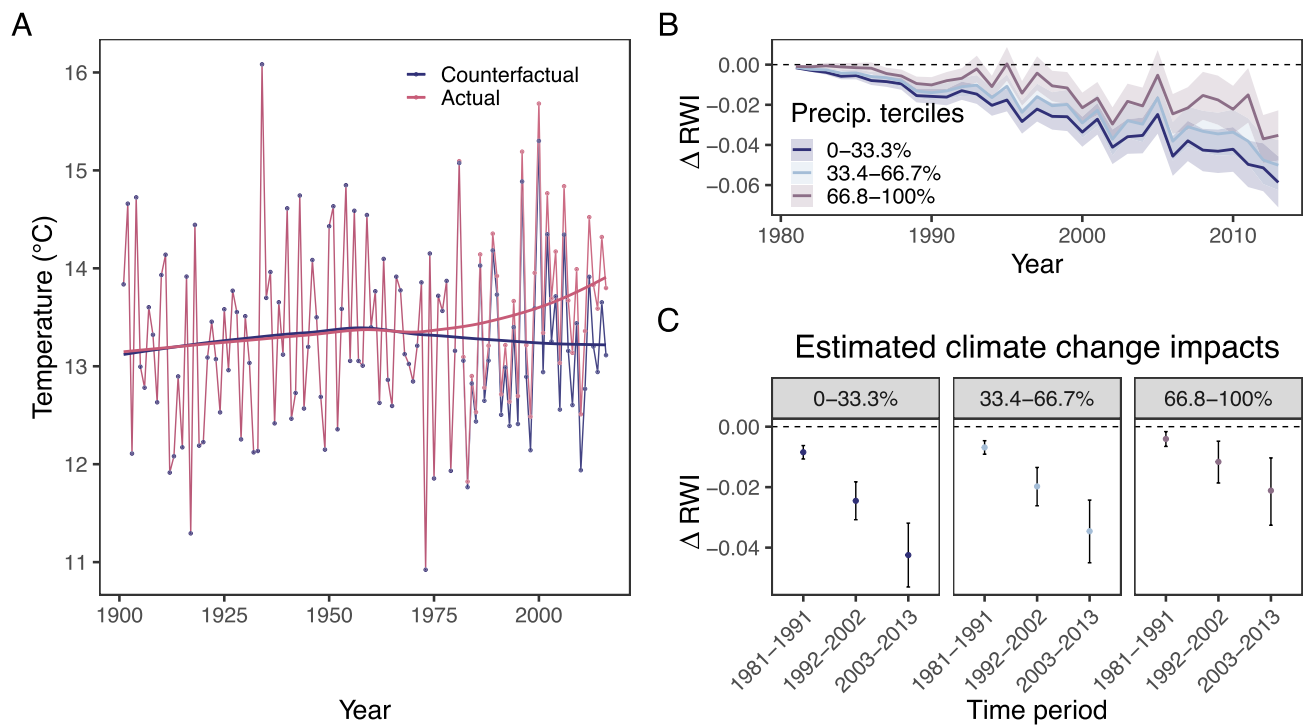 A
Temperature (°C)
16
15
14
13
12
11
Counterfactual
Actual
1900
1925
1950
1975
2000
Year
B
Δ RWI
0.00
−0.02
−0.04
−0.06
Precip. terciles
0−33.3%
33.4−66.7%
66.8−100%
1980
1990
2000
2010
Year
C
Estimated climate change impacts
0−33.3%
33.4−66.7%
66.8−100%
Δ RWI
0.00
−0.02
−0.04
1981−1991
1992−2002
2003−2013
1981−1991
1992−2002
2003−2013
1981−1991
1992−2002
2003−2013
Time period